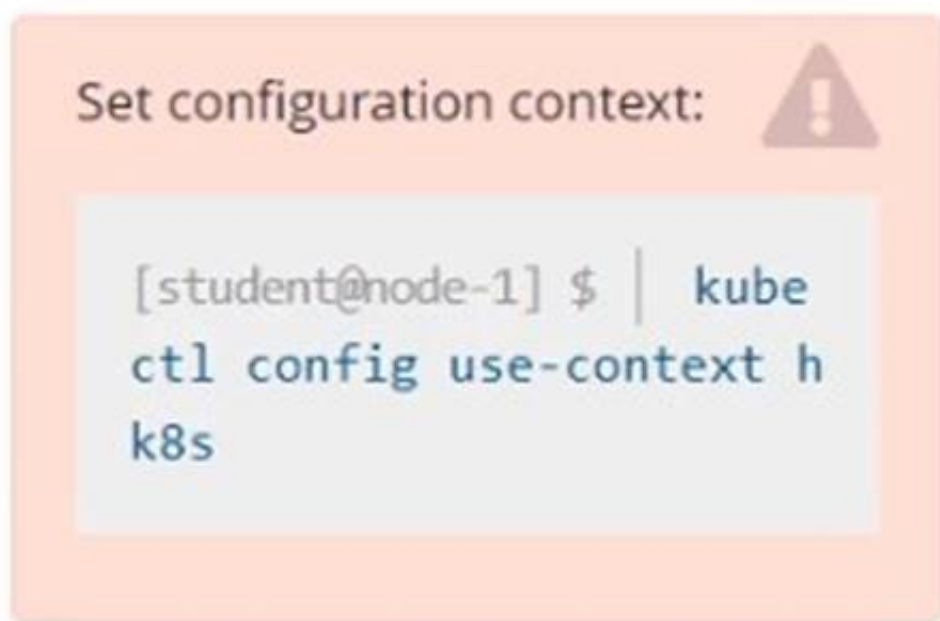 Set configuration context:
[student@node-1] $ | kube
ctl config use-context h
k8s